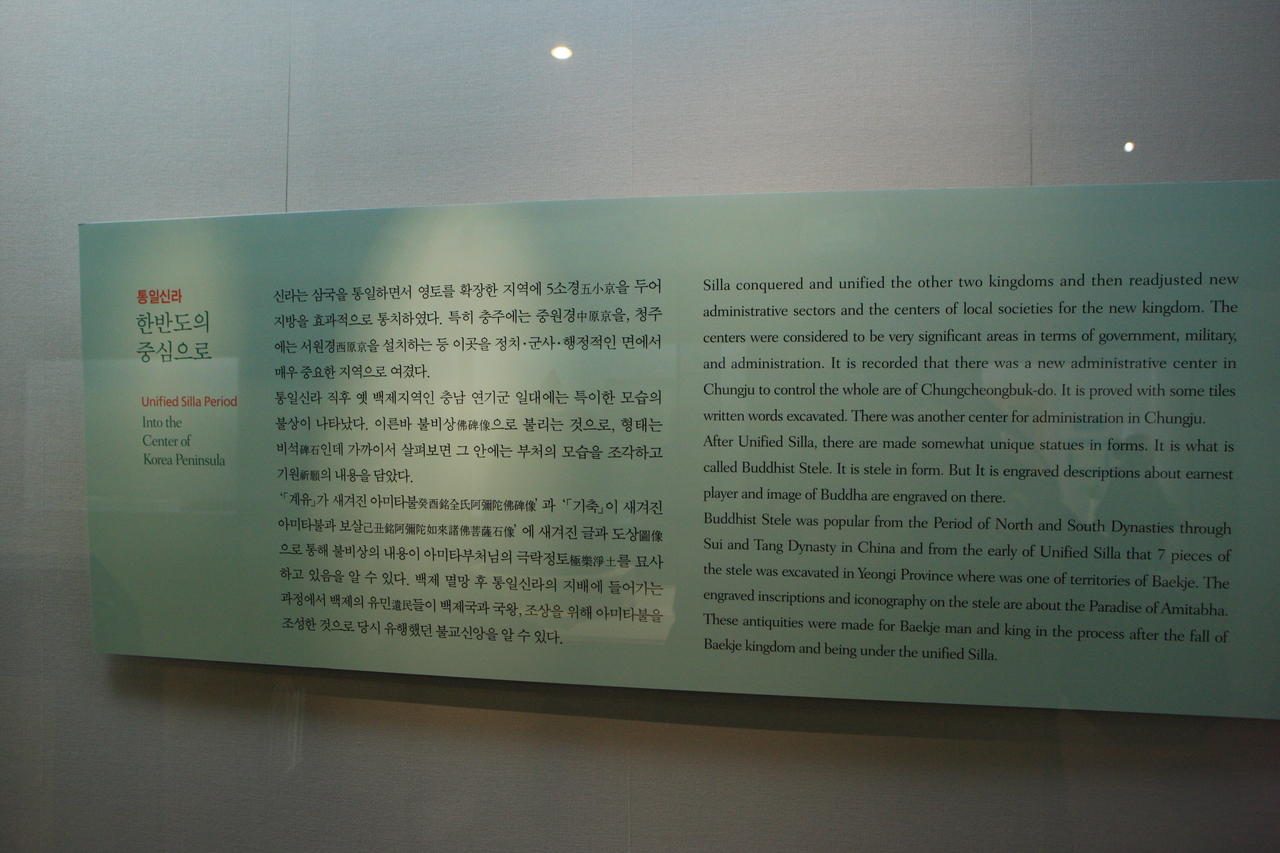 통일신라
한반도의
중심으로
Unified Silla Period
Into the
Center of
Korea Peninsula
신라는 삼국을 통일하면서 영토를 확장한 지역에 5소경五小京을 두어
지방을 효과적으로 통치하였다. 특히 충주에는 중원경中原京을, 청주
에는 서원경西原京을 설치하는 등 이곳을 정치·군사·행정적인 면에서
매우 중요한 지역으로 여겼다.
통일신라 직후 옛 백제지역인 충남 연기군 일대에는 특이한 모습의
불상이 나타났다. 이른바 불비상佛碑像으로 불리는 것으로, 형태는
비석碑石인데 가까이서 살펴보면 그 안에는 부처의 모습을 조각하고
기원祈願의 내용을 담았다.
'「계유」가 새겨진 아미타불癸酉銘全氏阿彌陀佛碑像' 과 '「기축」이 새겨진
아미타불과 보살己丑銘阿彌陀如來諸佛菩薩石像' 에 새겨진 글과 도상圖像
으로 통해 불비상의 내용이 아미타부처님의 극락정토極樂淨土를 묘사
하고 있음을 알 수 있다. 백제 멸망 후 통일신라의 지배에 들어가는
과정에서 백제의 유민遺民들이 백제국과 국왕, 조상을 위해 아미타불을
조성한 것으로 당시 유행했던 불교신앙을 알 수 있다.
Silla conquered and unified the other two kingdoms and then readjusted new
administrative sectors and the centers of local societies for the new kingdom. The
centers were considered to be very significant areas in terms of government, military,
and administration. It is recorded that there was a new administrative center in
Chungju to control the whole are of Chungcheongbuk-do. It is proved with some tiles
written words excavated. There was another center for administration in Chungju.
After Unified Silla, there are made somewhat unique statues in forms. It is what is
called Buddhist Stele. It is stele in form. But It is engraved descriptions about earnest
player and image of Buddha are engraved on there.
Buddhist Stele was popular from the Period of North and South Dynasties through
Sui and Tang Dynasty in China and from the early of Unified Silla that 7 pieces of
the stele was excavated in Yeongi Province where was one of territories of Baekje. The
engraved inscriptions and iconography on the stele are about the Paradise of Amitabha.
These antiquities were made for Baekje man and king in the process after the fall of
Baekje kingdom and being under the unified Silla.